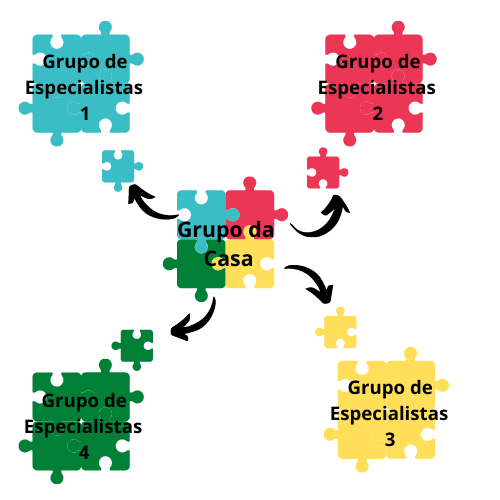 Grupo de
Especialistas
1
Grupo de
Especialistas
2
Grupo da
Casa
Grupo de
Especialistas
3
Grupo de
Especialistas
4